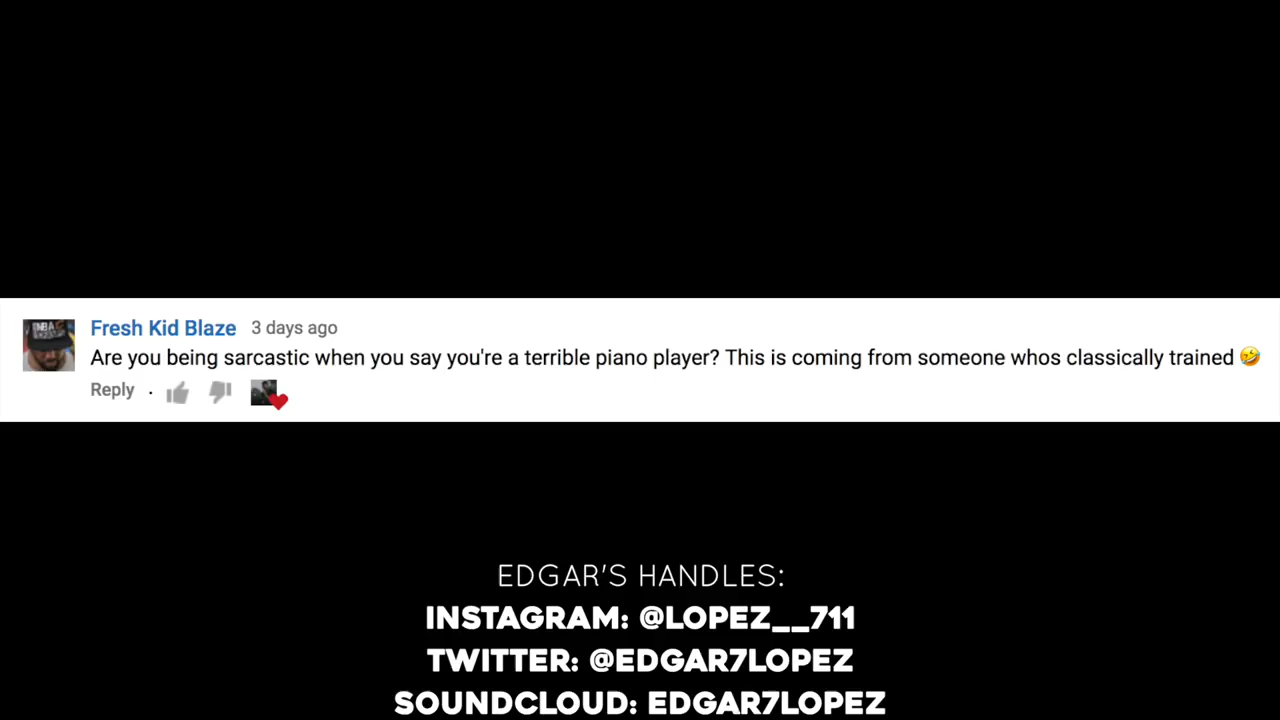 Fresh Kid Blaze 3 days ago
Are you being sarcastic when you say you're a terrible piano player? This is coming from someone whos classically trained 🤣
Reply ·
EDGAR'S HANDLES:
INSTAGRAM: @LOPEZ__711
TWITTER: @EDGAR7LOPEZ
SOUNDCLOUD: EDGAR7LOPEZ